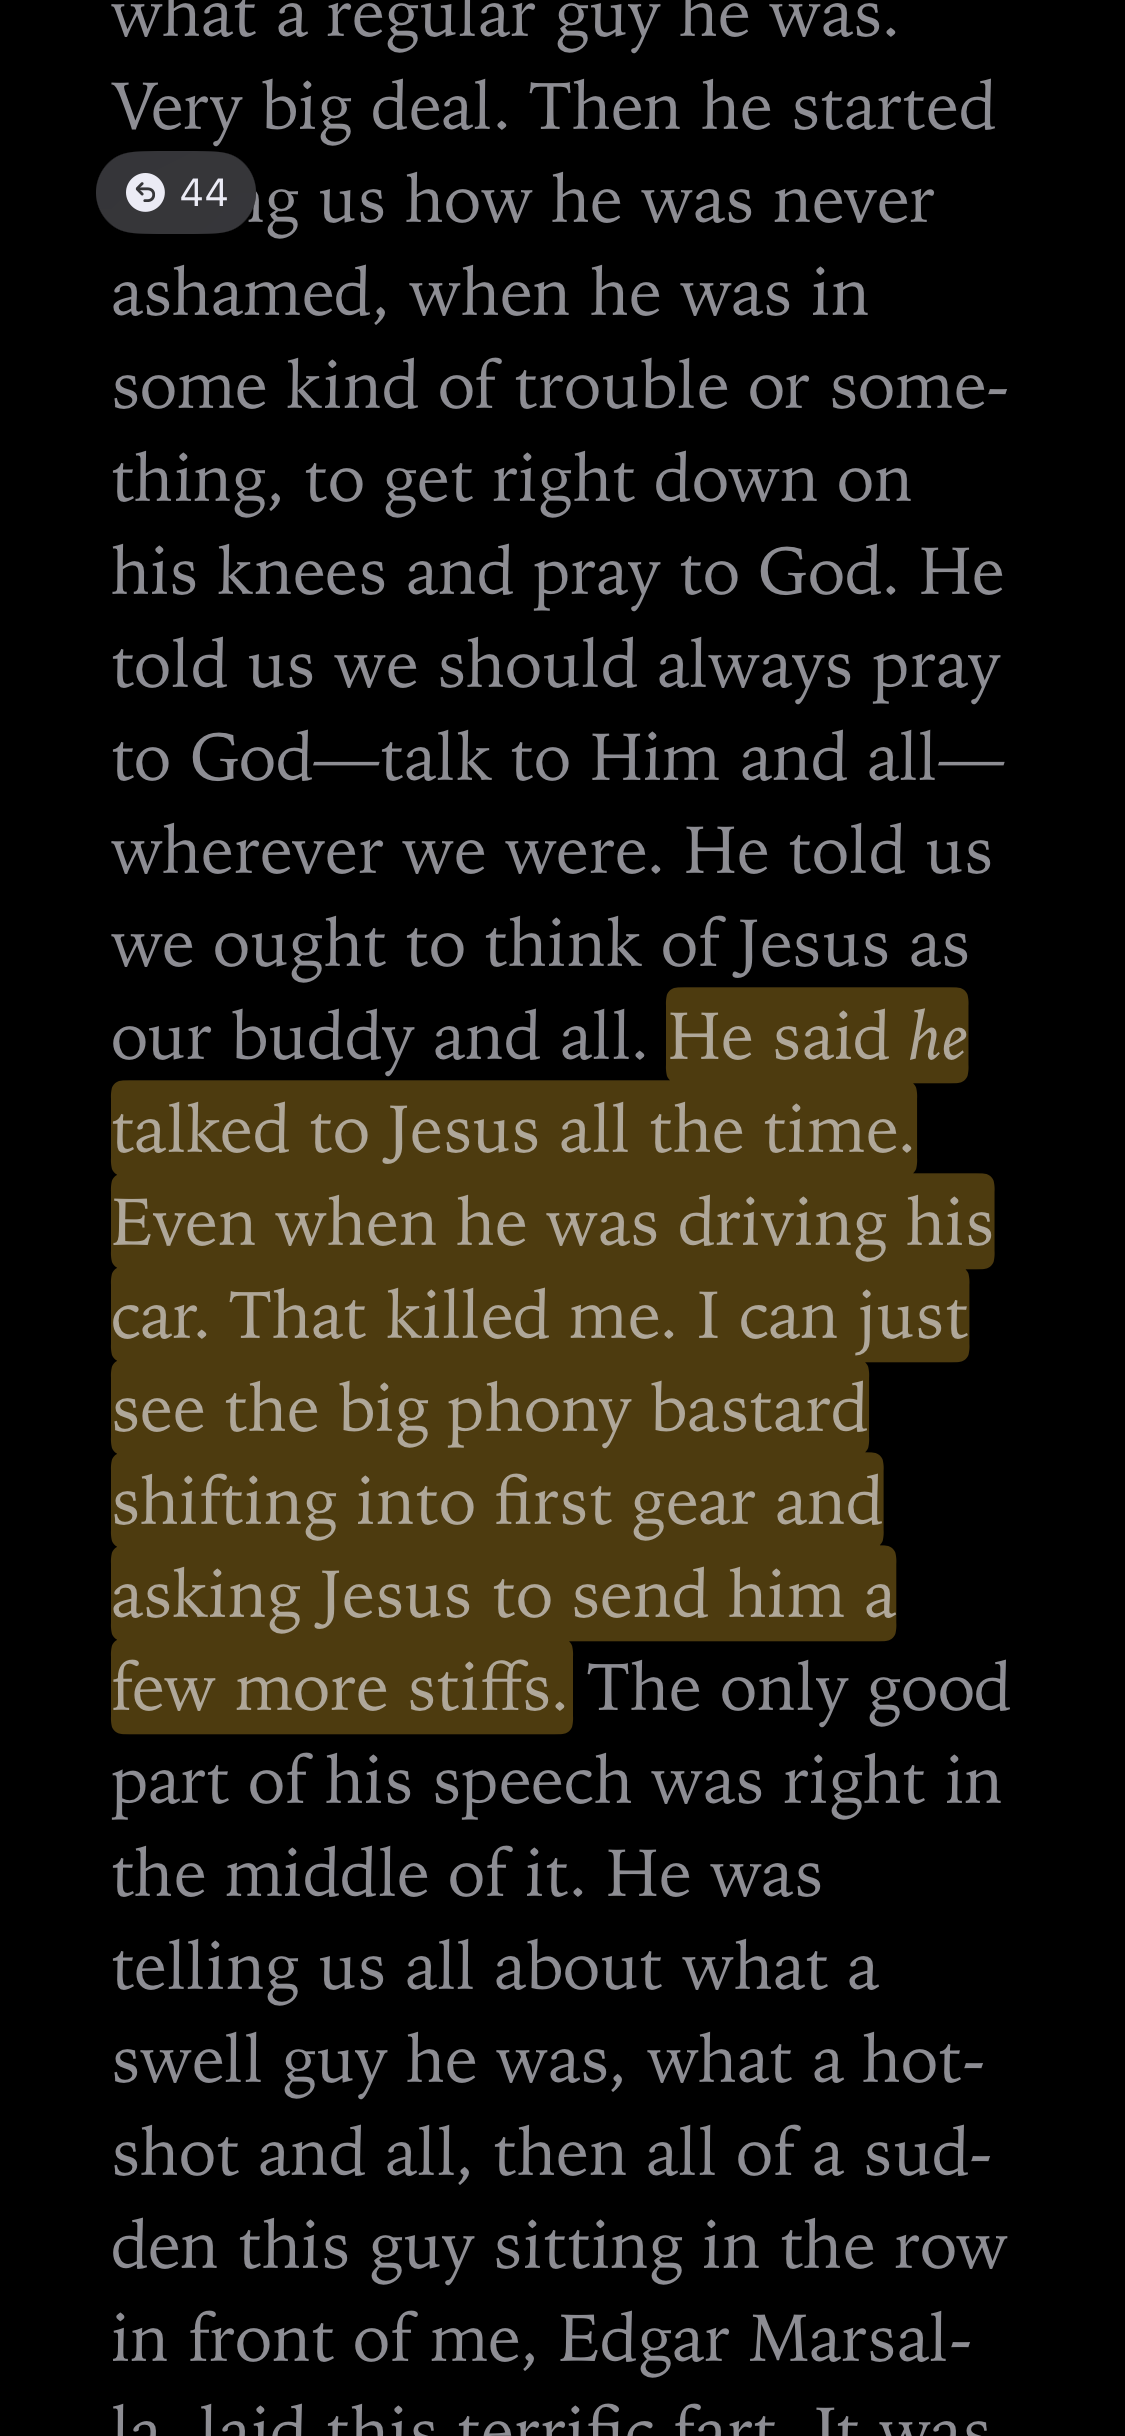 what a regular guy he was.
Very big deal. Then he started
44
us how he was never
ashamed, when he was in
some kind of trouble or some-
thing, to get right down on
his knees and pray to God. He
told us we should always pray
to God—talk to Him and all—
wherever we were. He told us
we ought to think of Jesus as
our buddy and all. He said he
talked to Jesus all the time.
Even when he was driving his
car. That killed me. I can just
see the big phony bastard
shifting into first gear and
asking Jesus to send him a
few more stiffs. The only good
part of his speech was right in
the middle of it. He was
telling us all about what a
swell guy he was, what a hot-
shot and all, then all of a sud-
den this guy sitting in the row
in front of me, Edgar Marsal-
la, laid this terrific fart. It was